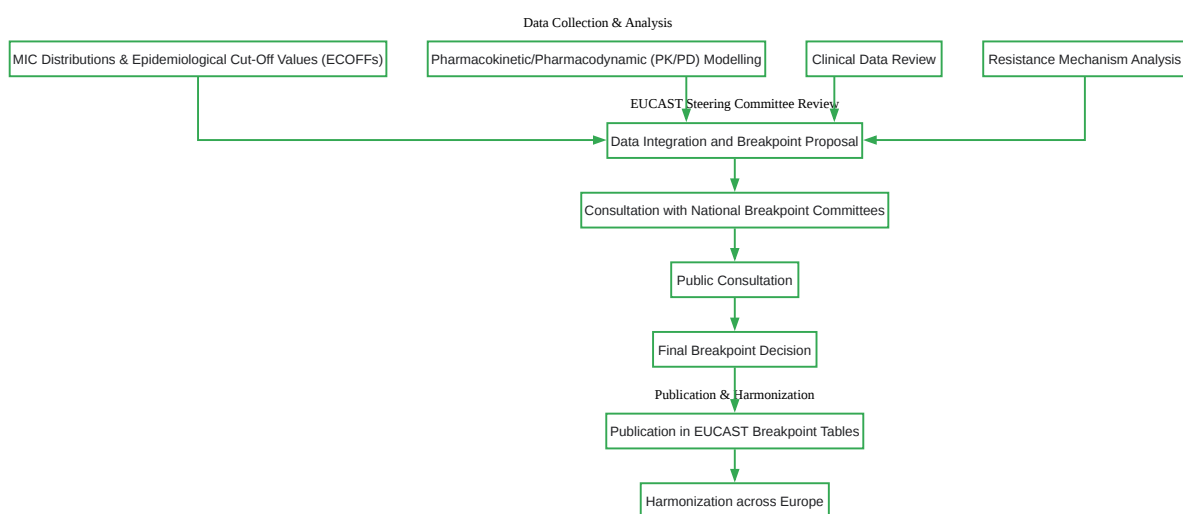 Data Collection & Analysis
MIC Distributions & Epidemiological Cut-Off Values (ECOFFs)
Pharmacokinetic/Pharmacodynamic (PK/PD) Modelling
Clinical Data Review
Resistance Mechanism Analysis
EUCAST Steering Committee Review
Data Integration and Breakpoint Proposal
Consultation with National Breakpoint Committees
Public Consultation
Final Breakpoint Decision
Publication & Harmonization
Publication in EUCAST Breakpoint Tables
Harmonization across Europe